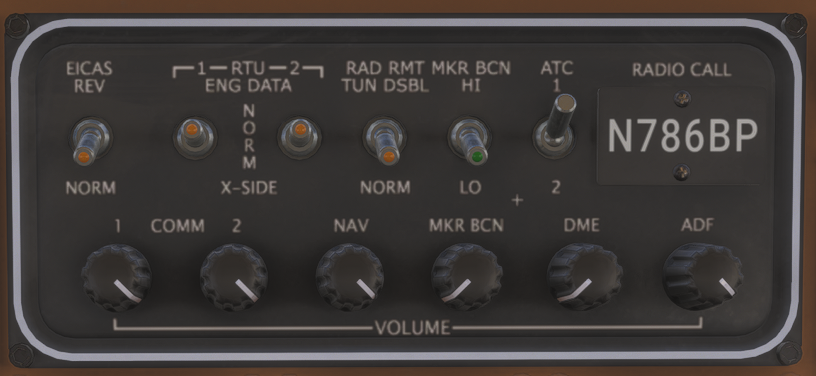 EICAS
REV
1 RTU 2
ENG DATA
RAD RMT
TUN DSBL
MKR BCN
HI
ATC
1
RADIO CALL
NORM
N786BP
NORM
X-SIDE
NORM
LO
2
1 COMM 2
NAV
MKR BCN
DME
ADF
VOLUME